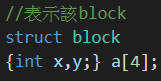 //表示該block
struct block
{int x,y;} a[4];